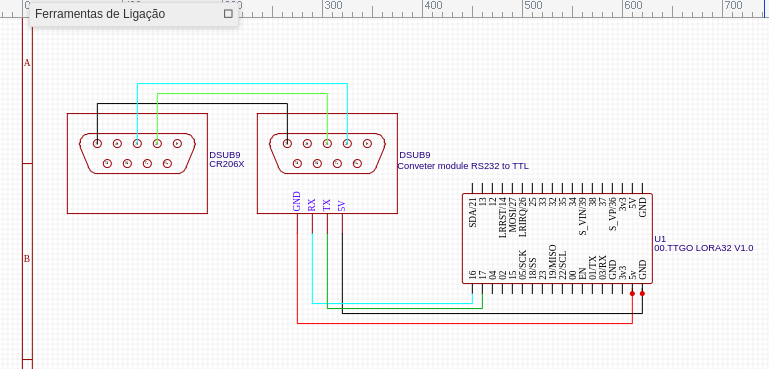 0
Ferramentas de Ligação
300
400
500
600
700
A
DSUB9
CR206X
DSUB9
Conveter module RS232 to TTL
GND
RX
TX
5V
SDA/21
13
12
LRRST/14
MOSI/27
LRIRQ/26
25
33
32
35
34
S_VIN/39
38
37
S_VP/36
3v3
5V
GND
U1
00.TTGO LORA32 V1.0
B
16
17
04
02
15
05/SCK
18/SS
23
19/MISO
22/SCL
00
EN
01/TX
03/RX
GND
3v3
5v
GND